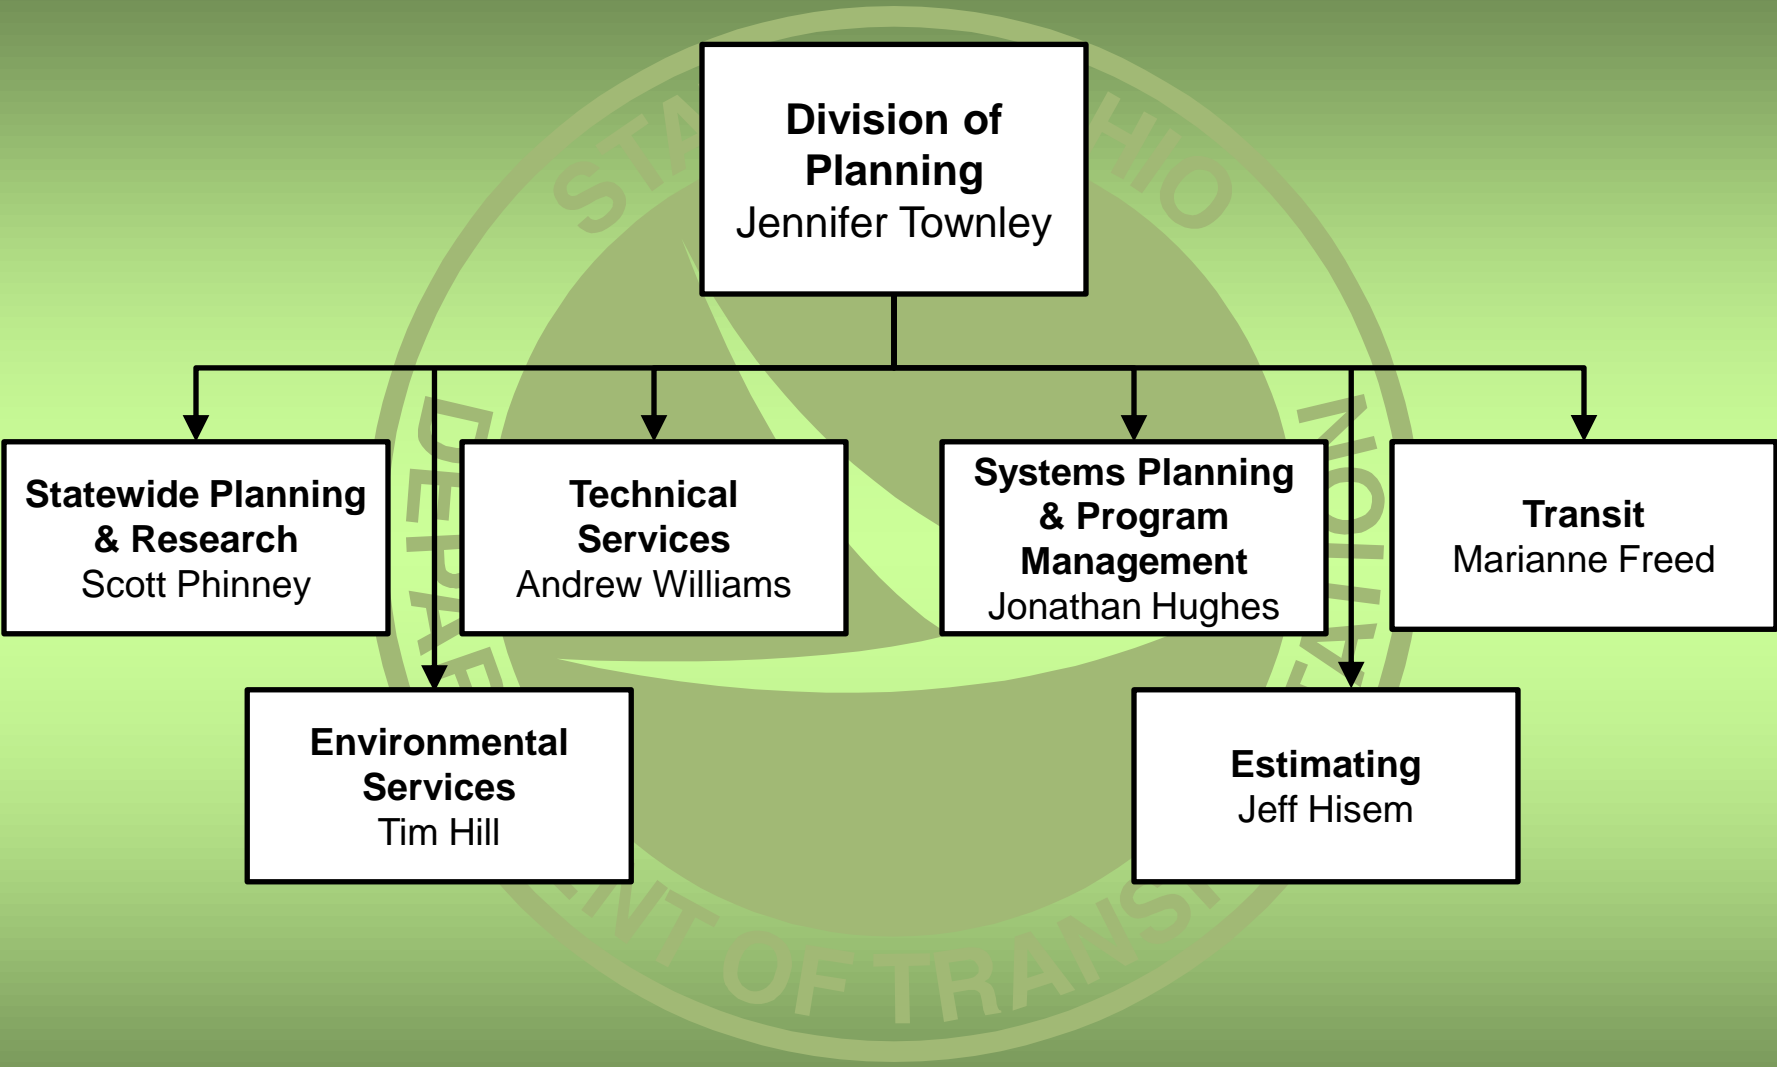 Division of
Planning
Jennifer Townley
Statewide Planning
& Research
Scott Phinney
Technical
Services
Andrew Williams
Systems Planning
& Program
Management
Jonathan Hughes
Transit
Marianne Freed
Environmental
Services
Tim Hill
Estimating
Jeff Hisem
OF